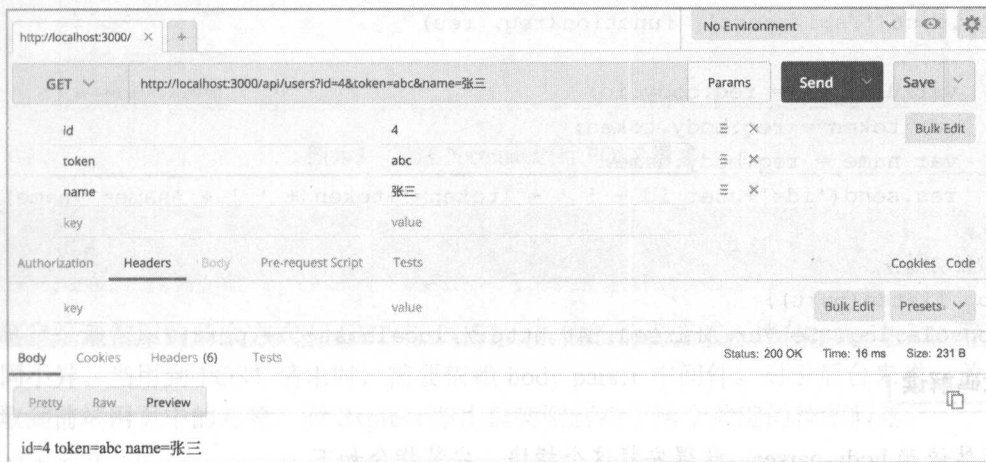 http://localhost:3000/ × +
No Environment
GET http://localhost:3000/api/users?id=4&token=abc&name=张三 Params Send Save
id 4 Bulk Edit
token abc
name 张三
key value
Authorization Headers Body Pre-request Script Tests Cookies Code
key value Bulk Edit Presets
Body Cookies Headers (6) Tests Status: 200 OK Time: 16 ms Size: 231 B
Pretty Raw Preview
id=4 token=abc name=张三